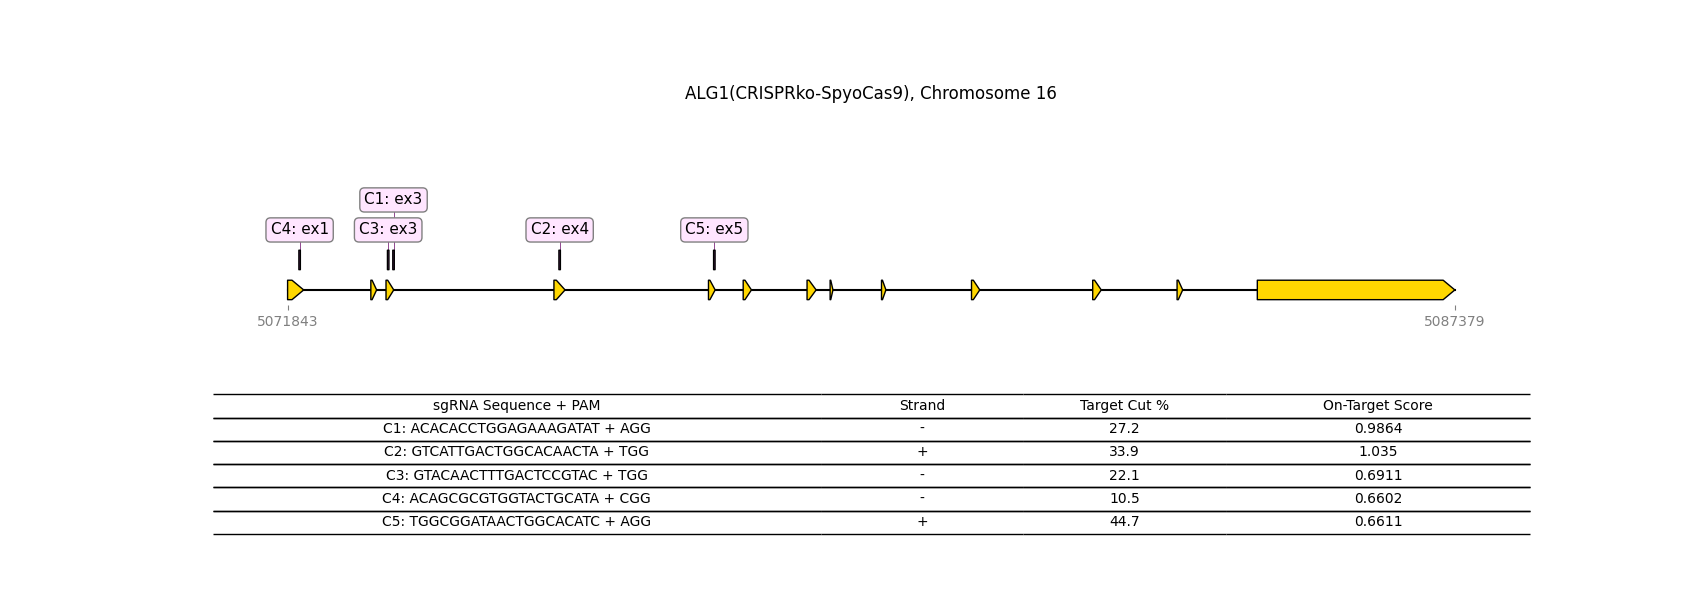 ALG1(CRISPRko-SpyoCas9), Chromosome 16
C1: ex3
C4: ex1 C3: ex3 C2: ex4 C5: ex5
5071843 5087379
sgRNA Sequence + PAM Strand Target Cut % On-Target Score
C1: ACACACCTGGAGAAAGATAT + AGG - 27.2 0.9864
C2: GTCATTGACTGGCACAACTA + TGG + 33.9 1.035
C3: GTACAACTTTGACTCCGTAC + TGG - 22.1 0.6911
C4: ACAGCGCGTGGTACTGCATA + CGG - 10.5 0.6602
C5: TGGCGGATAACTGGCACATC + AGG + 44.7 0.6611